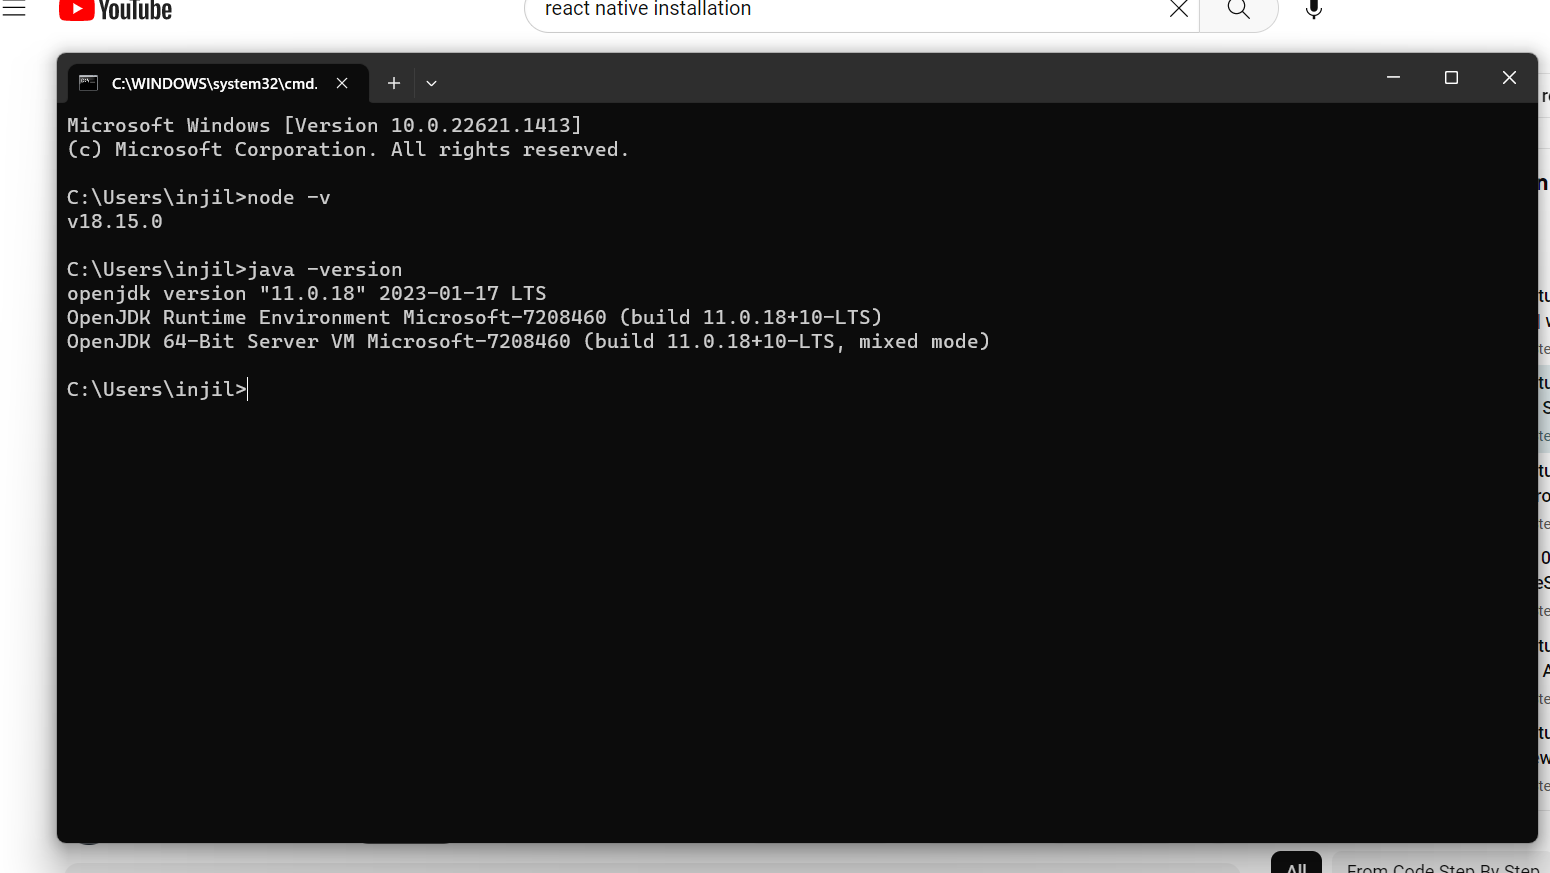 YouTube
react native installation
C:\WINDOWS\system32\cmd.
Microsoft Windows [Version 10.0.22621.1413]
(c) Microsoft Corporation. All rights reserved.
C:\Users\injil>node -v
v18.15.0
C:\Users\injil>java -version
openjdk version "11.0.18" 2023-01-17 LTS
OpenJDK Runtime Environment Microsoft-7208460 (build 11.0.18+10-LTS)
OpenJDK 64-Bit Server VM Microsoft-7208460 (build 11.0.18+10-LTS, mixed mode)
C:\Users\injil>
All
From Code Step By Step